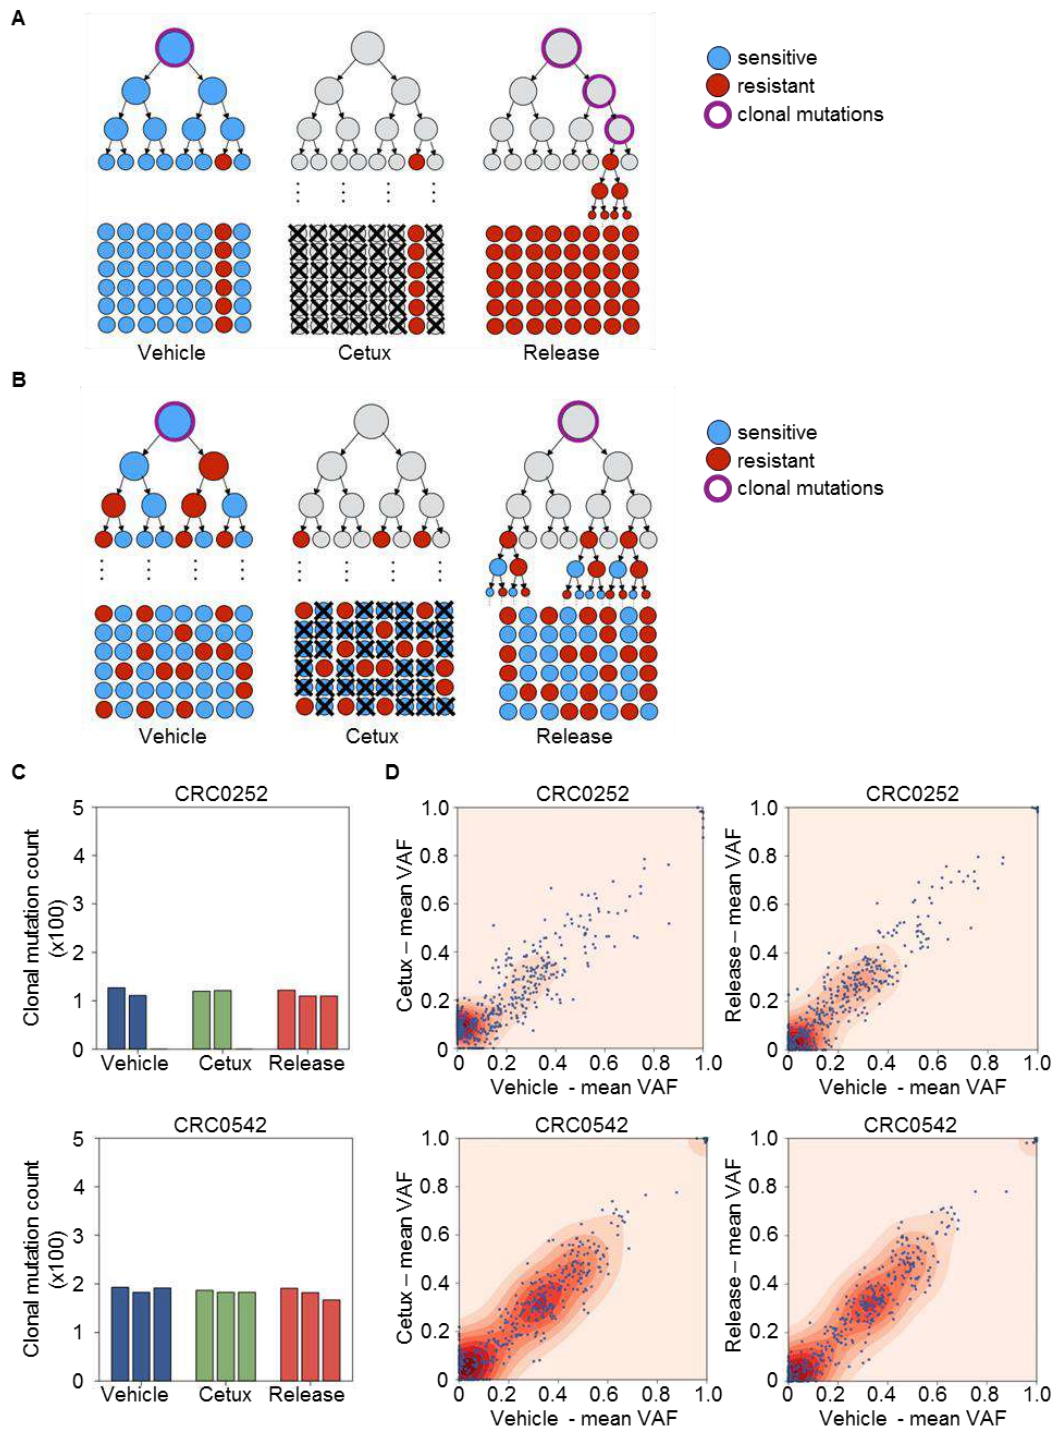 A
sensitive
resistant
clonal mutations
Vehicle
Cetux
Release
B
sensitive
resistant
clonal mutations
Vehicle
Cetux
Release
C
CRC0252
Clonal mutation count
(x100)
5
4
3
2
1
0
Vehicle
Cetux
Release
CRC0542
Clonal mutation count
(x100)
5
4
3
2
1
0
Vehicle
Cetux
Release
D
CRC0252
Cetux – mean VAF
1.0
0.8
0.6
0.4
0.2
0
0 0.2 0.4 0.6 0.8 1.0
Vehicle - mean VAF
CRC0252
Release – mean VAF
1.0
0.8
0.6
0.4
0.2
0
0 0.2 0.4 0.6 0.8 1.0
Vehicle - mean VAF
CRC0542
Cetux – mean VAF
1.0
0.8
0.6
0.4
0.2
0
0 0.2 0.4 0.6 0.8 1.0
Vehicle - mean VAF
CRC0542
Release – mean VAF
1.0
0.8
0.6
0.4
0.2
0
0 0.2 0.4 0.6 0.8 1.0
Vehicle - mean VAF